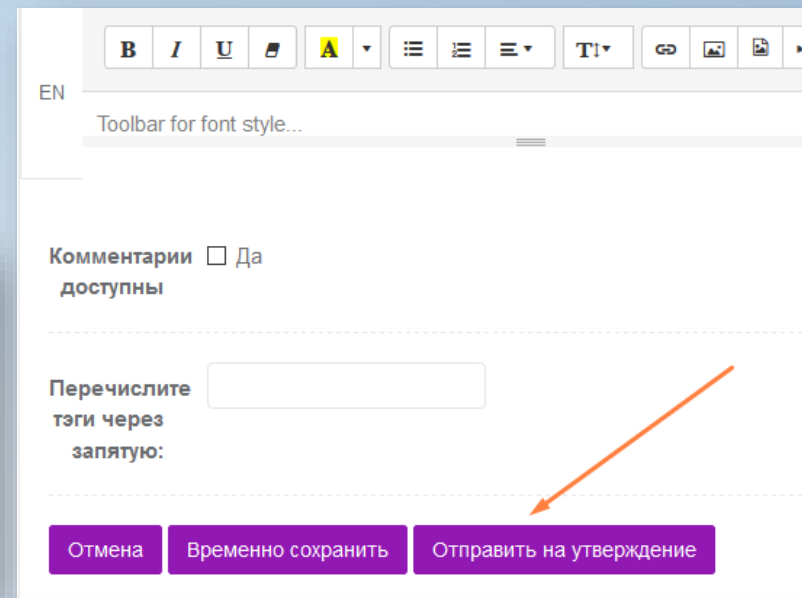 B I U A T
EN
Toolbar for font style...
Комментарии Да
доступны
Перечислите
тэги через
запятую:
Отмена Временно сохранить Отправить на утверждение